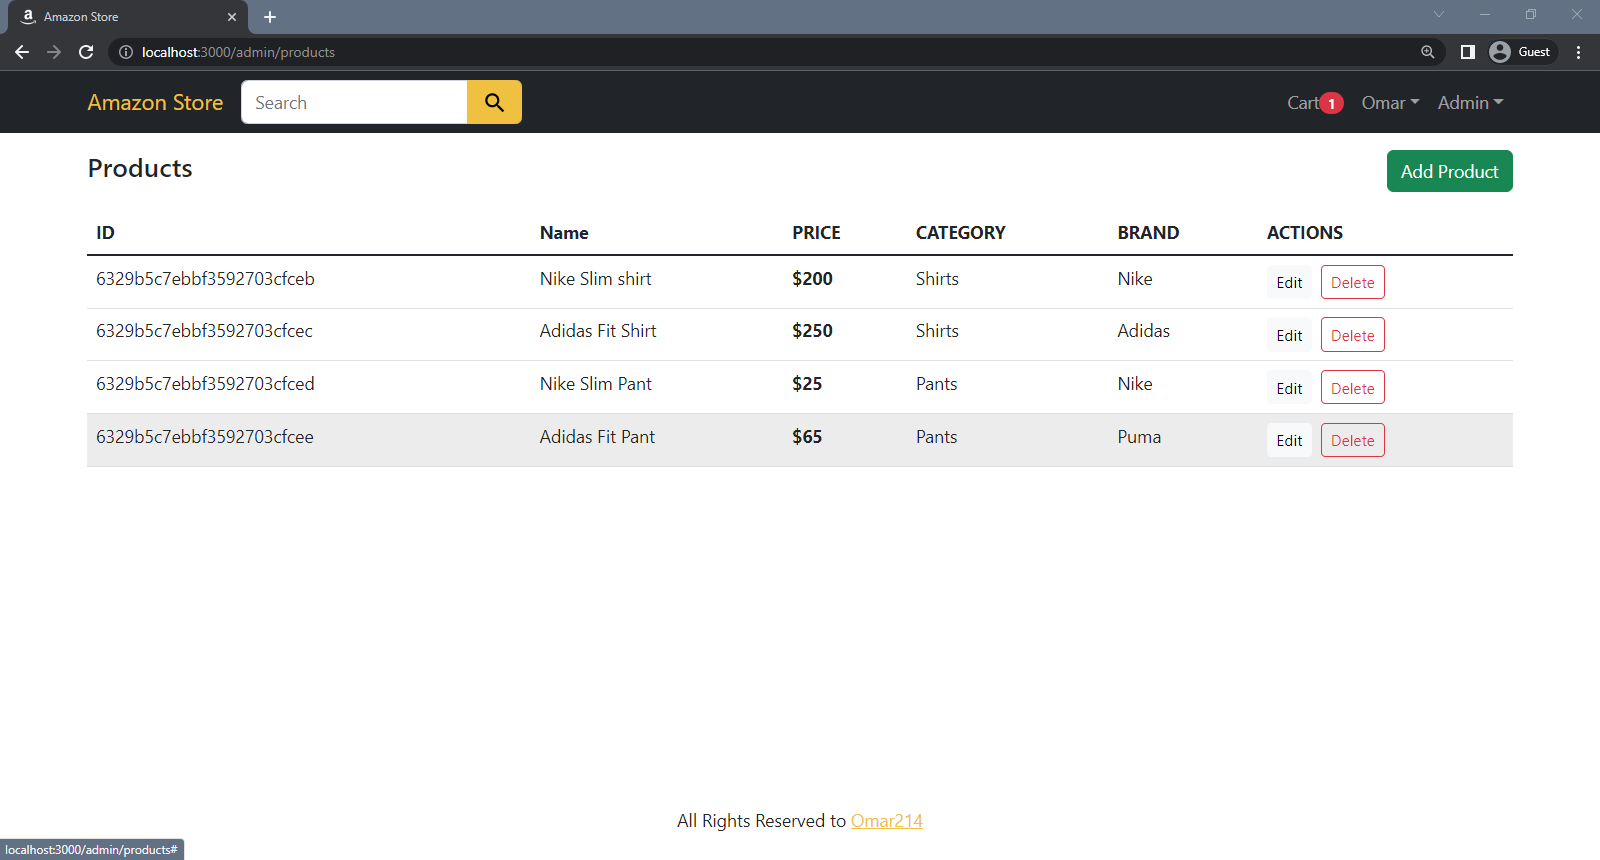 Amazon Store
localhost:3000/admin/products
Guest
Amazon Store Search Cart 1 Omar Admin
Products Add Product
ID Name PRICE CATEGORY BRAND ACTIONS
6329b5c7ebbf3592703cfceb Nike Slim shirt $200 Shirts Nike Edit Delete
6329b5c7ebbf3592703cfcec Adidas Fit Shirt $250 Shirts Adidas Edit Delete
6329b5c7ebbf3592703cfced Nike Slim Pant $25 Pants Nike Edit Delete
6329b5c7ebbf3592703cfcee Adidas Fit Pant $65 Pants Puma Edit Delete
All Rights Reserved to Omar214
localhost:3000/admin/products#